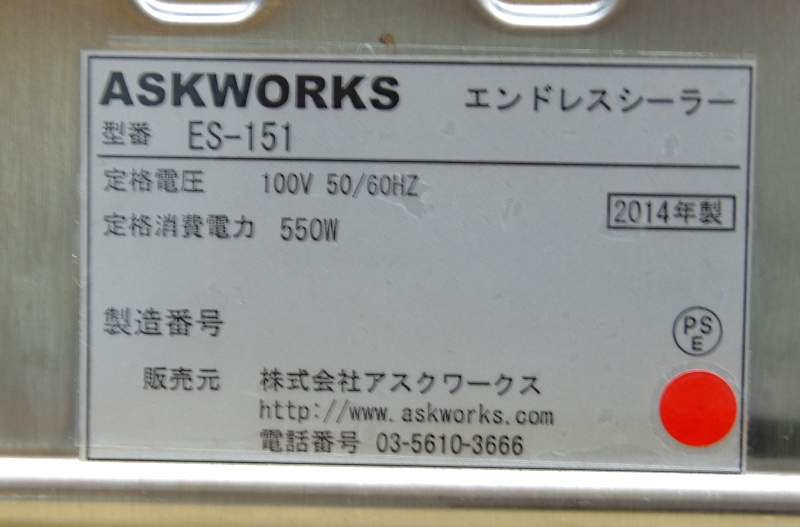 ASKWORKS エンドレスシーラー
型番 ES-151
定格電圧 100V 50/60HZ
定格消費電力 550W
2014年製
製造番号
PS
E
販売元 株式会社アスクワークス
http://www.askworks.com
電話番号 03-5610-3666